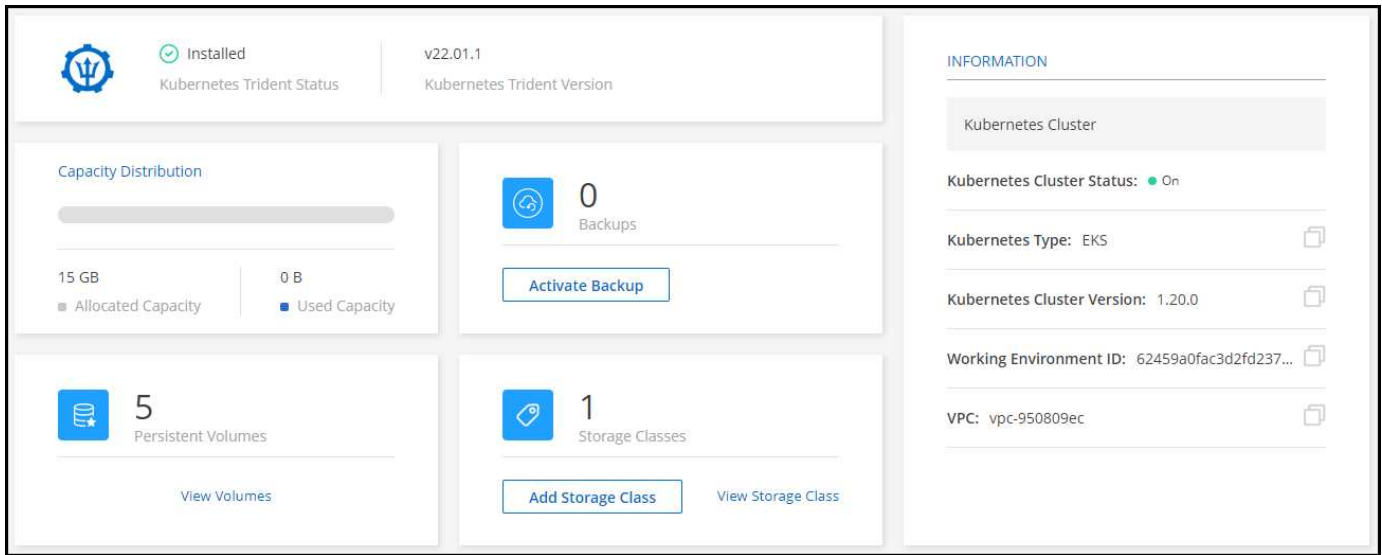 Installed
Kubernetes Trident Status
v22.01.1
Kubernetes Trident Version
Capacity Distribution
15 GB
Allocated Capacity
0 B
Used Capacity
0
Backups
Activate Backup
5
Persistent Volumes
View Volumes
1
Storage Classes
Add Storage Class
View Storage Class
INFORMATION
Kubernetes Cluster
Kubernetes Cluster Status: On
Kubernetes Type: EKS
Kubernetes Cluster Version: 1.20.0
Working Environment ID: 62459a0fac3d2fd237...
VPC: vpc-950809ec